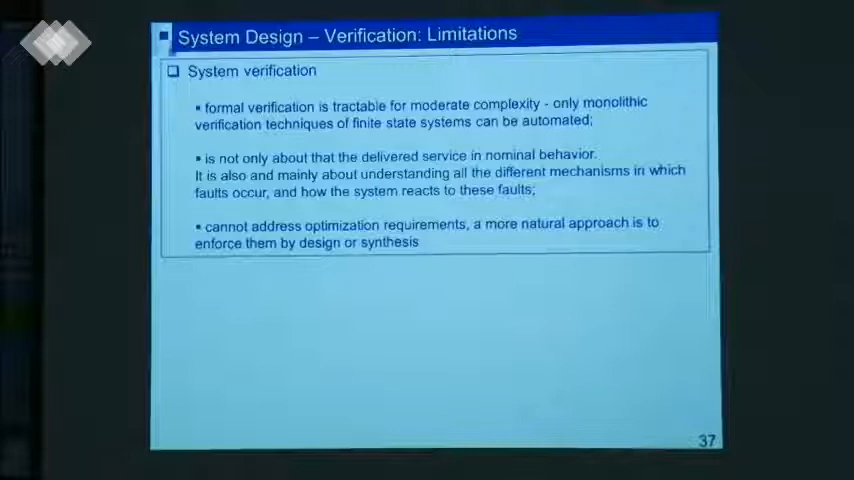 System Design – Verification: Limitations
❑ System verification
▪ formal verification is tractable for moderate complexity - only monolithic
verification techniques of finite state systems can be automated;
▪ is not only about that the delivered service in nominal behavior.
It is also and mainly about understanding all the different mechanisms in which
faults occur, and how the system reacts to these faults;
▪ cannot address optimization requirements, a more natural approach is to
enforce them by design or synthesis
37